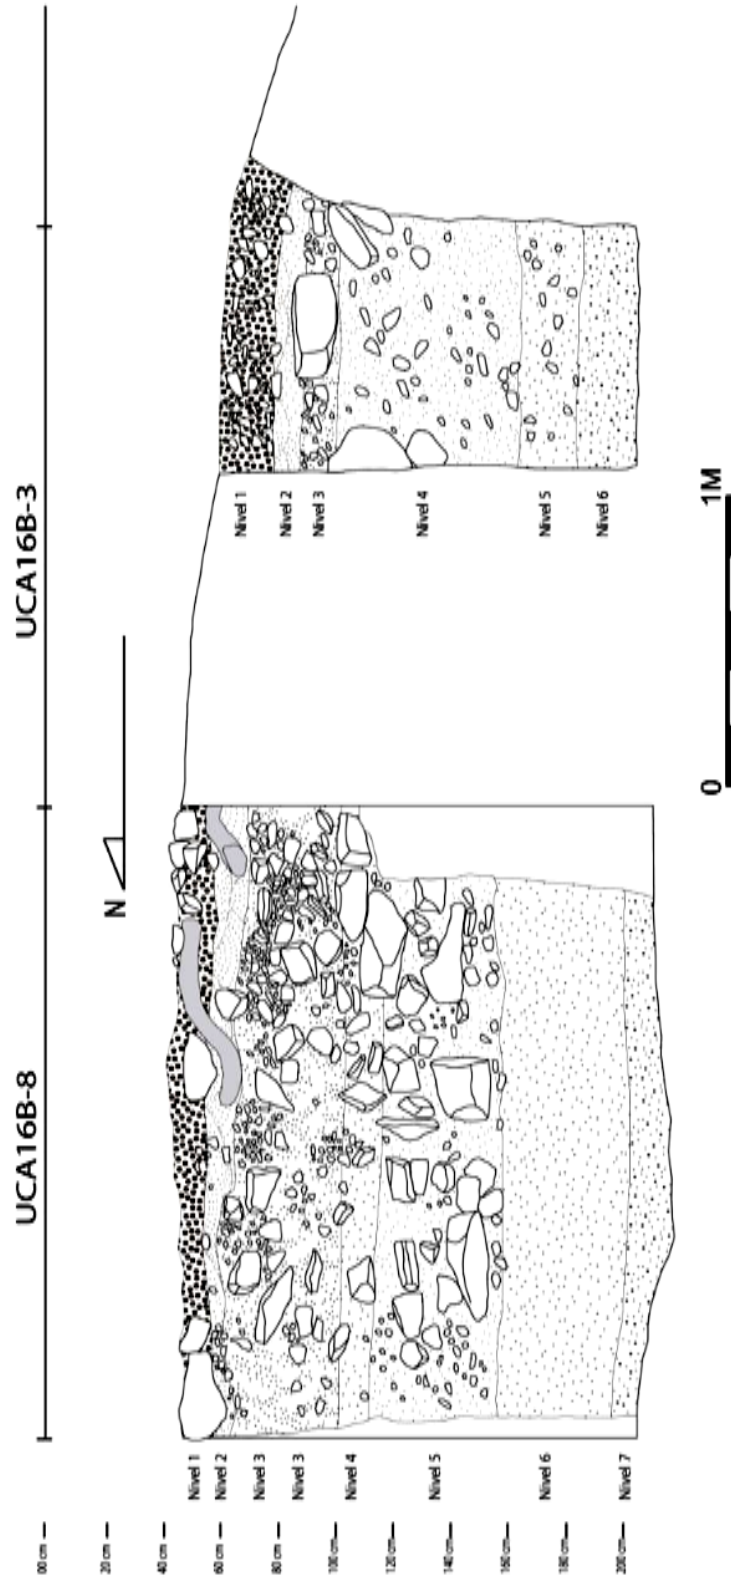 UCA16B-8
UCA16B-3
N
00 cm
20 cm
40 cm
60 cm
80 cm
100 cm
120 cm
140 cm
160 cm
180 cm
200 cm
Nivel 1
Nivel 2
Nivel 3
Nivel 3
Nivel 4
Nivel 5
Nivel 6
Nivel 7
Nivel 1
Nivel 2
Nivel 3
Nivel 4
Nivel 5
Nivel 6
0 1M